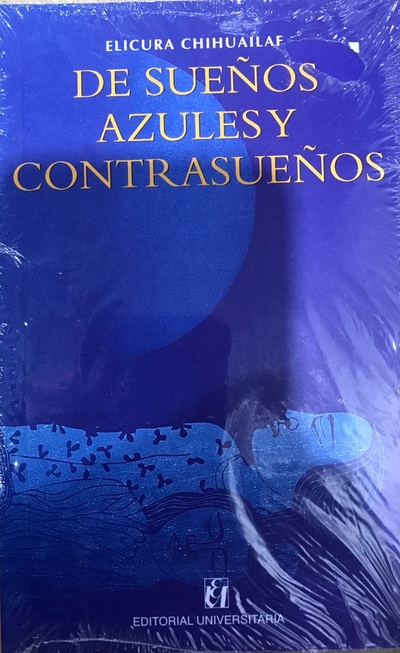 ELICURA CHIHUAILAF
DE SUEÑOS
AZULES Y
CONTRASUEÑOS
EDITORIAL UNIVERSITARIA